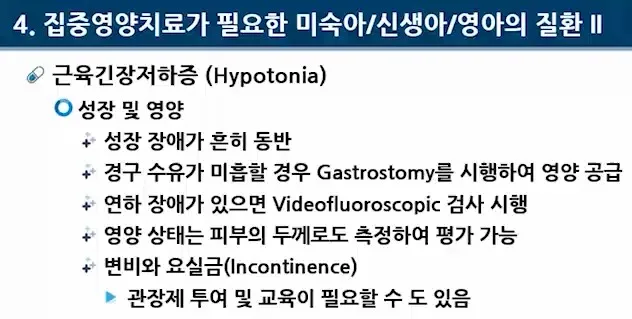 4. 집중영양치료가 필요한 미숙아/신생아/영아의 질환 II
근육긴장저하증 (Hypotonia)
성장 및 영양
성장 장애가 흔히 동반
경구 수유가 미흡할 경우 Gastrostomy를 시행하여 영양 공급
연하 장애가 있으면 Videofluoroscopic 검사 시행
영양 상태는 피부의 두께로도 측정하여 평가 가능
변비와 요실금(Incontinence)
관장제 투여 및 교육이 필요할 수 도 있음